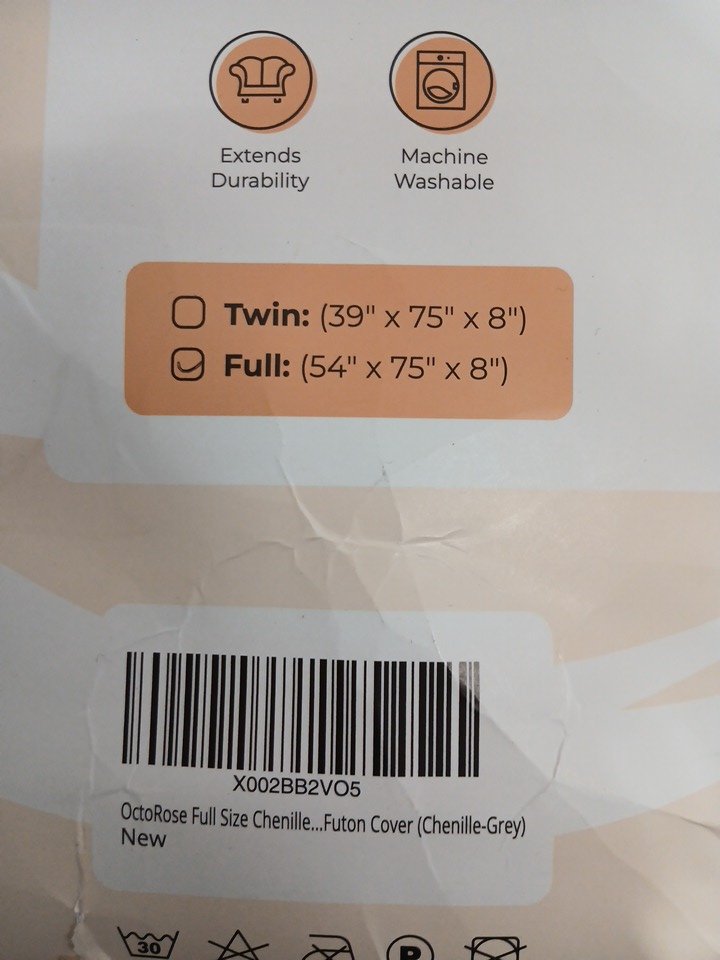 Extends
Durability
Machine
Washable
Twin: (39" x 75" x 8")
Full: (54" x 75" x 8")
X002BB2VO5
OctoRose Full Size Chenille...Futon Cover (Chenille-Grey)
New
30
P